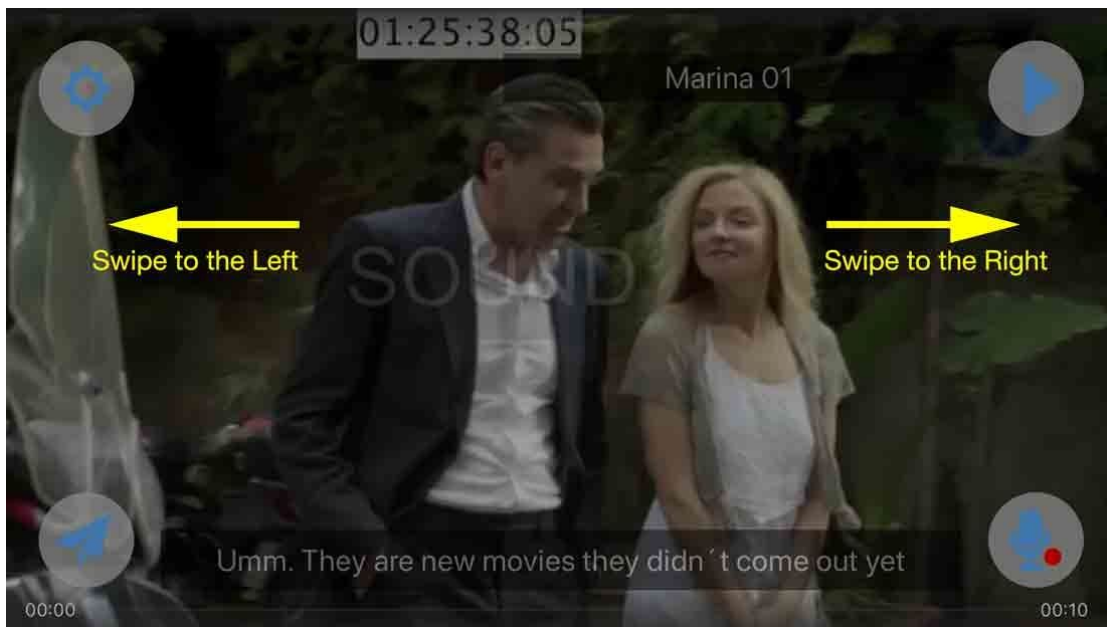 01:25:38:05
Marina 01
Swipe to the Left
Swipe to the Right
SOUND
Umm. They are new movies they didn´t come out yet
00:00
00:10